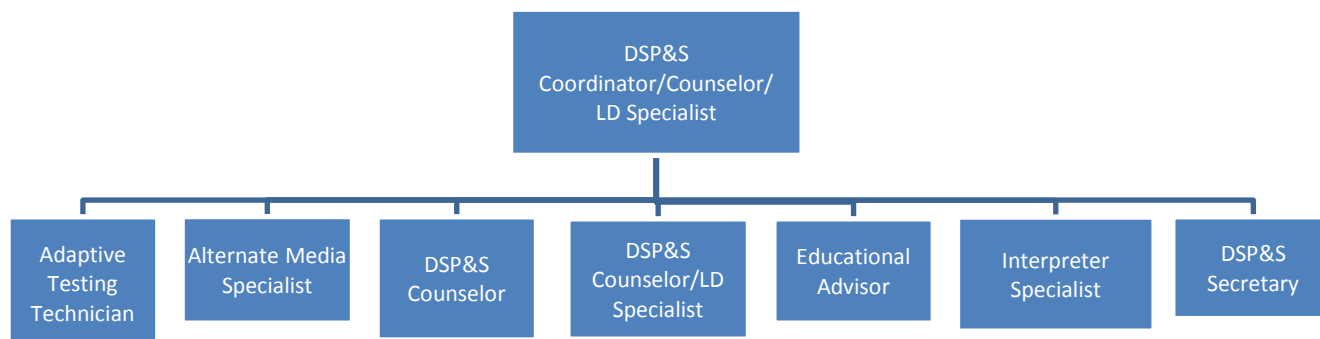 DSP&S
Coordinator/Counselor/
LD Specialist
Adaptive
Testing
Technician
Alternate Media
Specialist
DSP&S
Counselor
DSP&S
Counselor/LD
Specialist
Educational
Advisor
Interpreter
Specialist
DSP&S
Secretary